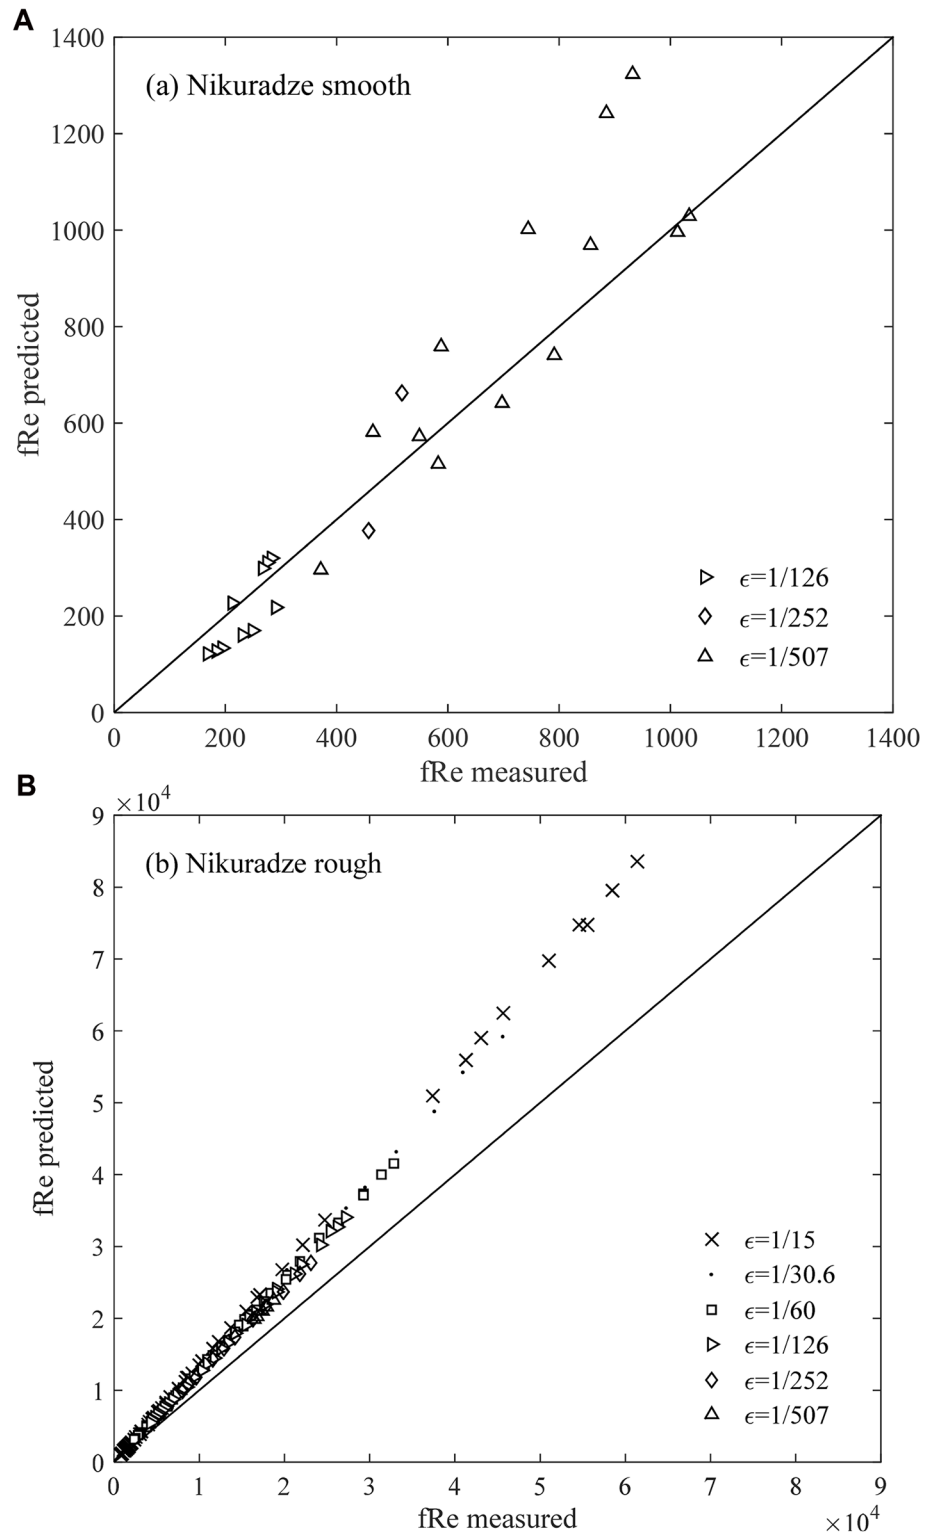 A
1400
(a) Nikuradze smooth
1200
1000
800
fRe predicted
600
400
ϵ=1/126
200
ϵ=1/252
ϵ=1/507
0
0 200 400 600 800 1000 1200 1400
fRe measured
B
×10⁴
9
(b) Nikuradze rough
8
7
6
fRe predicted
5
4
3
ϵ=1/15
ϵ=1/30.6
2
ϵ=1/60
ϵ=1/126
1
ϵ=1/252
ϵ=1/507
0
0 1 2 3 4 5 6 7 8 9
fRe measured
×10⁴